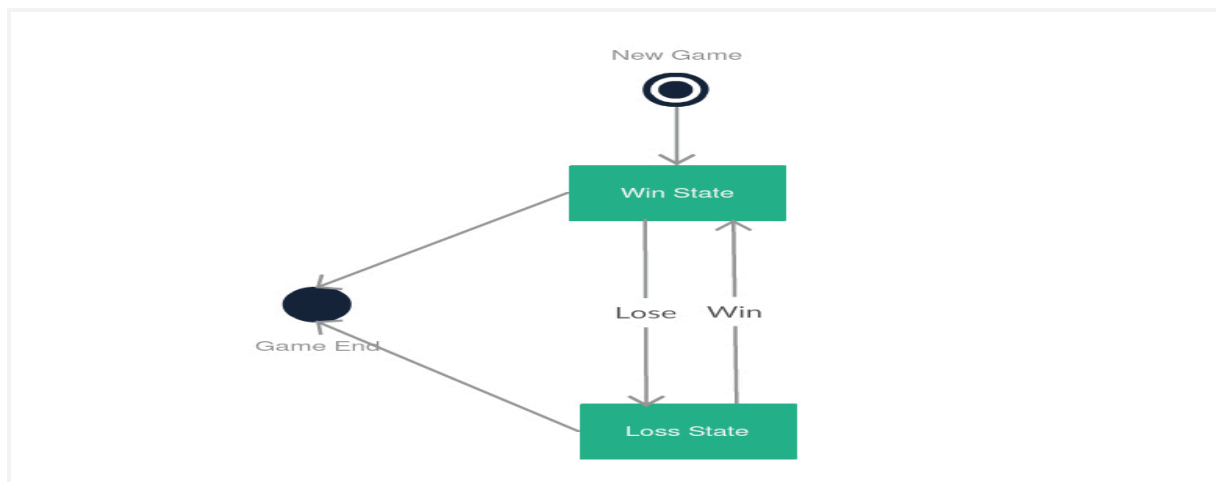 New Game
Win State
Lose
Win
Game End
Loss State